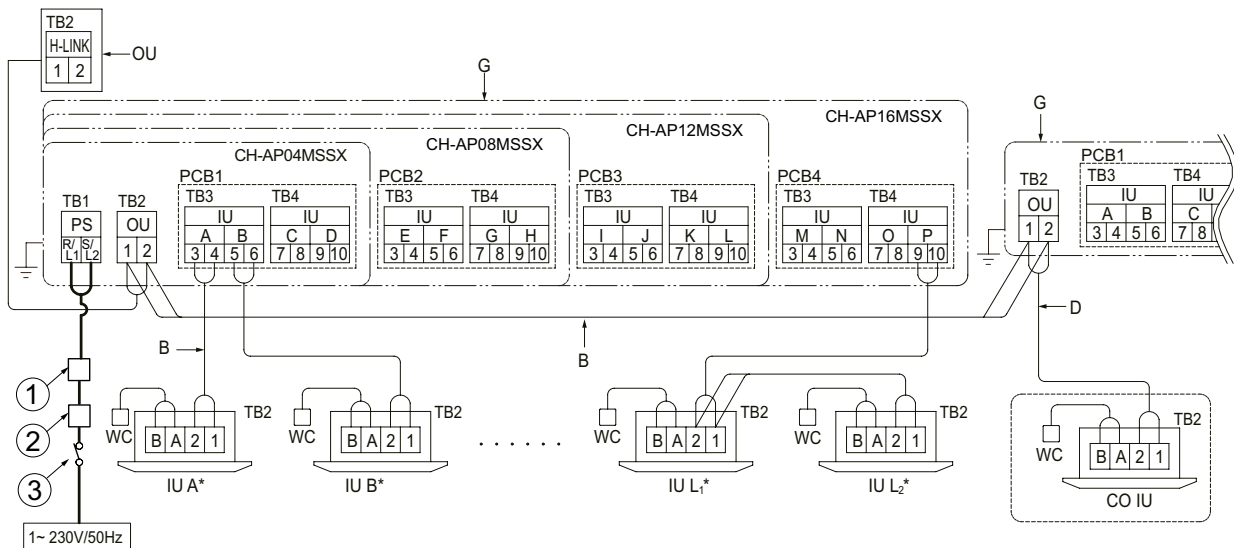 TB2
H-LINK
1 2
OU
G
CH-AP16MSSX
CH-AP12MSSX
CH-AP08MSSX
CH-AP04MSSX
TB1
PS
R/L1 S/L2
TB2
OU
1 2
PCB1
TB3
IU
A B
3 4 5 6
TB4
IU
C D
7 8 9 10
PCB2
TB3
IU
E F
3 4 5 6
TB4
IU
G H
7 8 9 10
PCB3
TB3
IU
I J
3 4 5 6
TB4
IU
K L
7 8 9 10
PCB4
TB3
IU
M N
3 4 5 6
TB4
IU
O P
7 8 9 10
G
TB2
OU
1 2
PCB1
TB3
IU
A B
3 4 5 6
TB4
IU
C
7 8
B
B
D
1
2
3
1~ 230V/50Hz
WC
TB2
B A 2 1
IU A*
WC
TB2
B A 2 1
IU B*
. . . . . .
WC
TB2
B A 2 1
IU L₁*
WC
TB2
B A 2 1
IU L₂*
WC
TB2
B A 2 1
CO IU